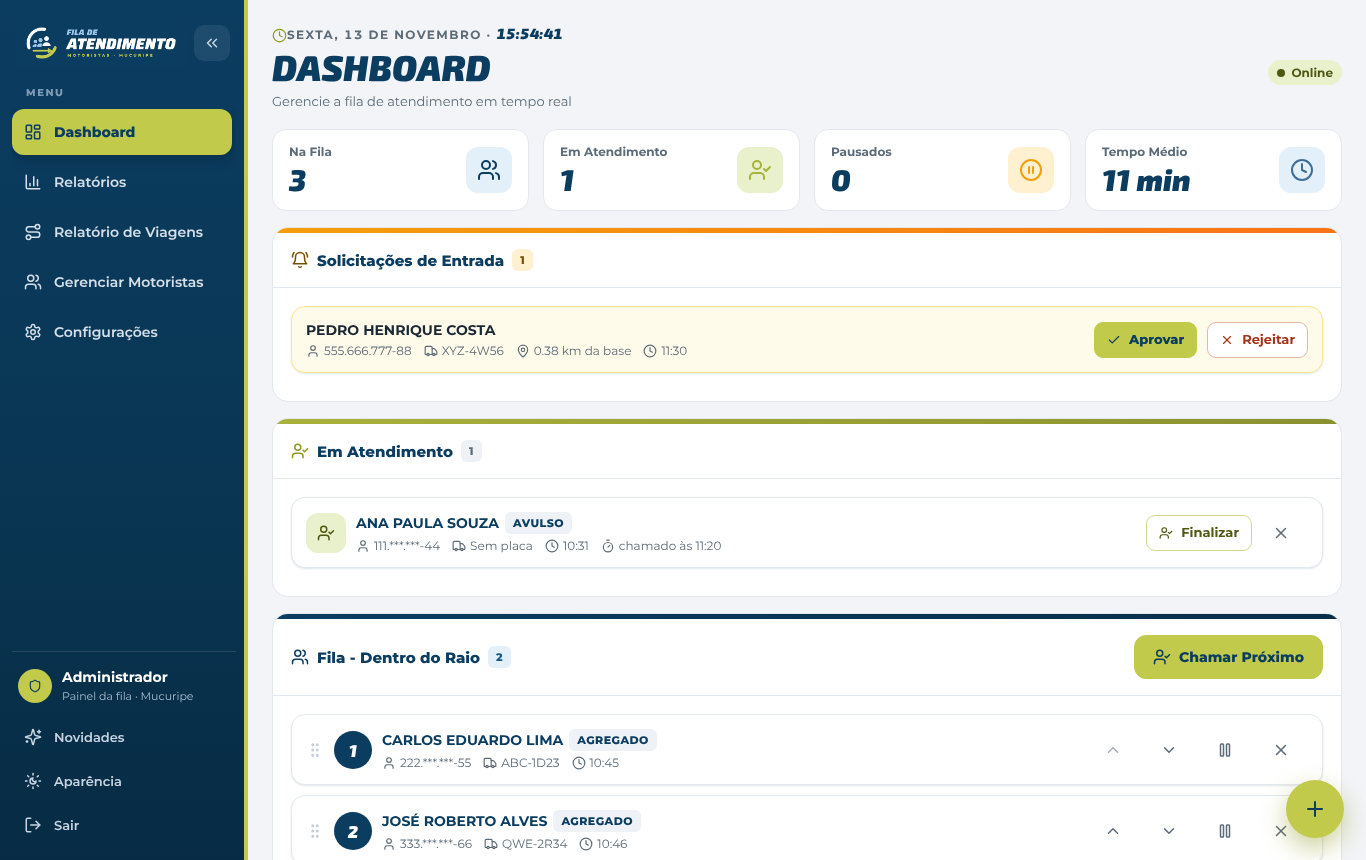 FILA DE
ATENDIMENTO
MOTORISTAS · MUCURIPE
MENU
Dashboard
Relatórios
Relatório de Viagens
Gerenciar Motoristas
Configurações
Administrador
Painel da fila · Mucuripe
Novidades
Aparência
Sair
SEXTA, 13 DE NOVEMBRO · 15:54:41
DASHBOARD
Gerencie a fila de atendimento em tempo real
Online
Na Fila
3
Em Atendimento
1
Pausados
0
Tempo Médio
11 min
Solicitações de Entrada 1
PEDRO HENRIQUE COSTA
555.666.777-88 XYZ-4W56 0.38 km da base 11:30
Aprovar
Rejeitar
Em Atendimento 1
ANA PAULA SOUZA AVULSO
111.***.***-44 Sem placa 10:31 chamado às 11:20
Finalizar
Fila - Dentro do Raio 2
Chamar Próximo
1
CARLOS EDUARDO LIMA AGREGADO
222.***.***-55 ABC-1D23 10:45
2
JOSÉ ROBERTO ALVES AGREGADO
333.***.***-66 QWE-2R34 10:46